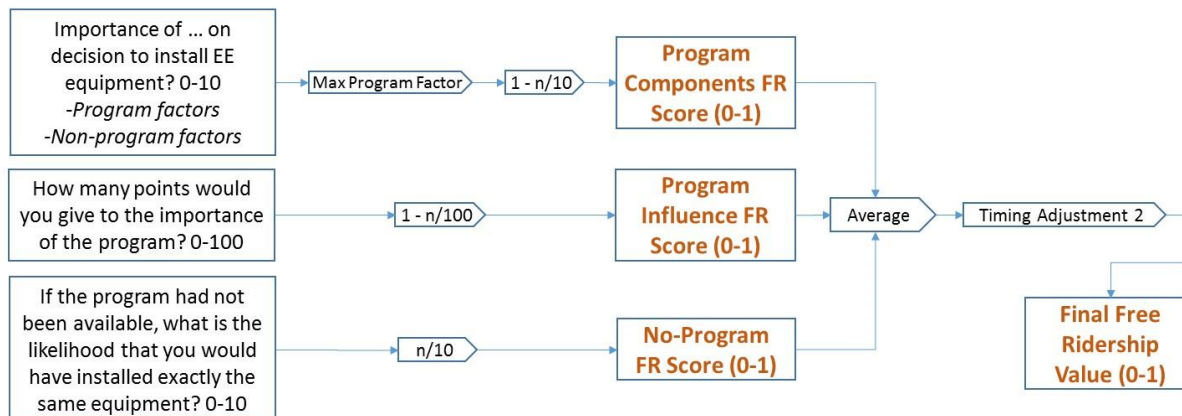 Importance of ... on
decision to install EE
equipment? 0-10
-Program factors
-Non-program factors
Max Program Factor
1 - n/10
Program
Components FR
Score (0-1)
How many points would
you give to the importance
of the program? 0-100
1 - n/100
Program
Influence FR
Score (0-1)
Average
Timing Adjustment 2
If the program had not
been available, what is the
likelihood that you would
have installed exactly the
same equipment? 0-10
n/10
No-Program
FR Score (0-1)
Final Free
Ridership
Value (0-1)